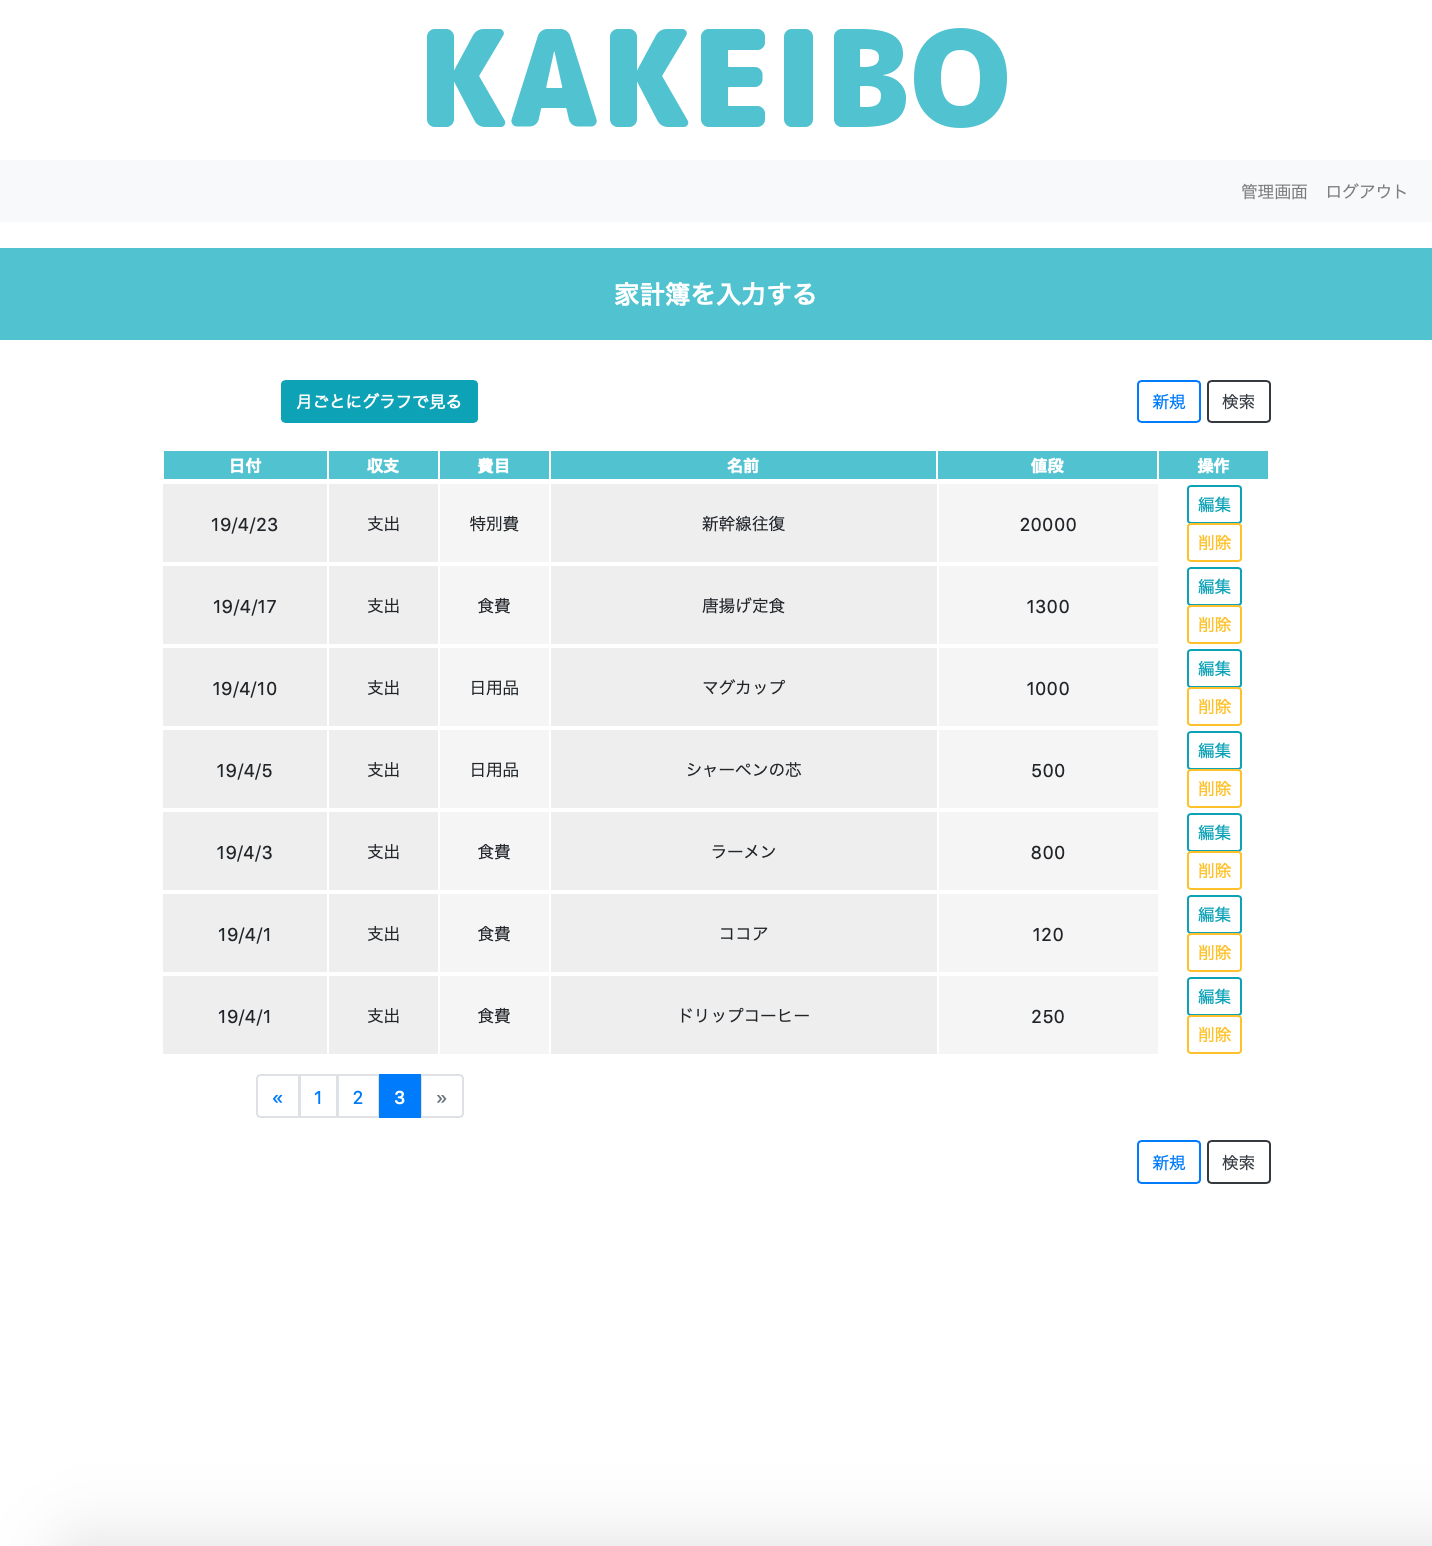 KAKEIBO
管理画面 ログアウト
家計簿を入力する
月ごとにグラフで見る 新規 検索
日付 収支 費目 名前 値段 操作
19/4/23 支出 特別費 新幹線往復 20000 編集
削除
19/4/17 支出 食費 唐揚げ定食 1300 編集
削除
19/4/10 支出 日用品 マグカップ 1000 編集
削除
19/4/5 支出 日用品 シャーペンの芯 500 編集
削除
19/4/3 支出 食費 ラーメン 800 編集
削除
19/4/1 支出 食費 ココア 120 編集
削除
19/4/1 支出 食費 ドリップコーヒー 250 編集
削除
« 1 2 3 »
新規 検索